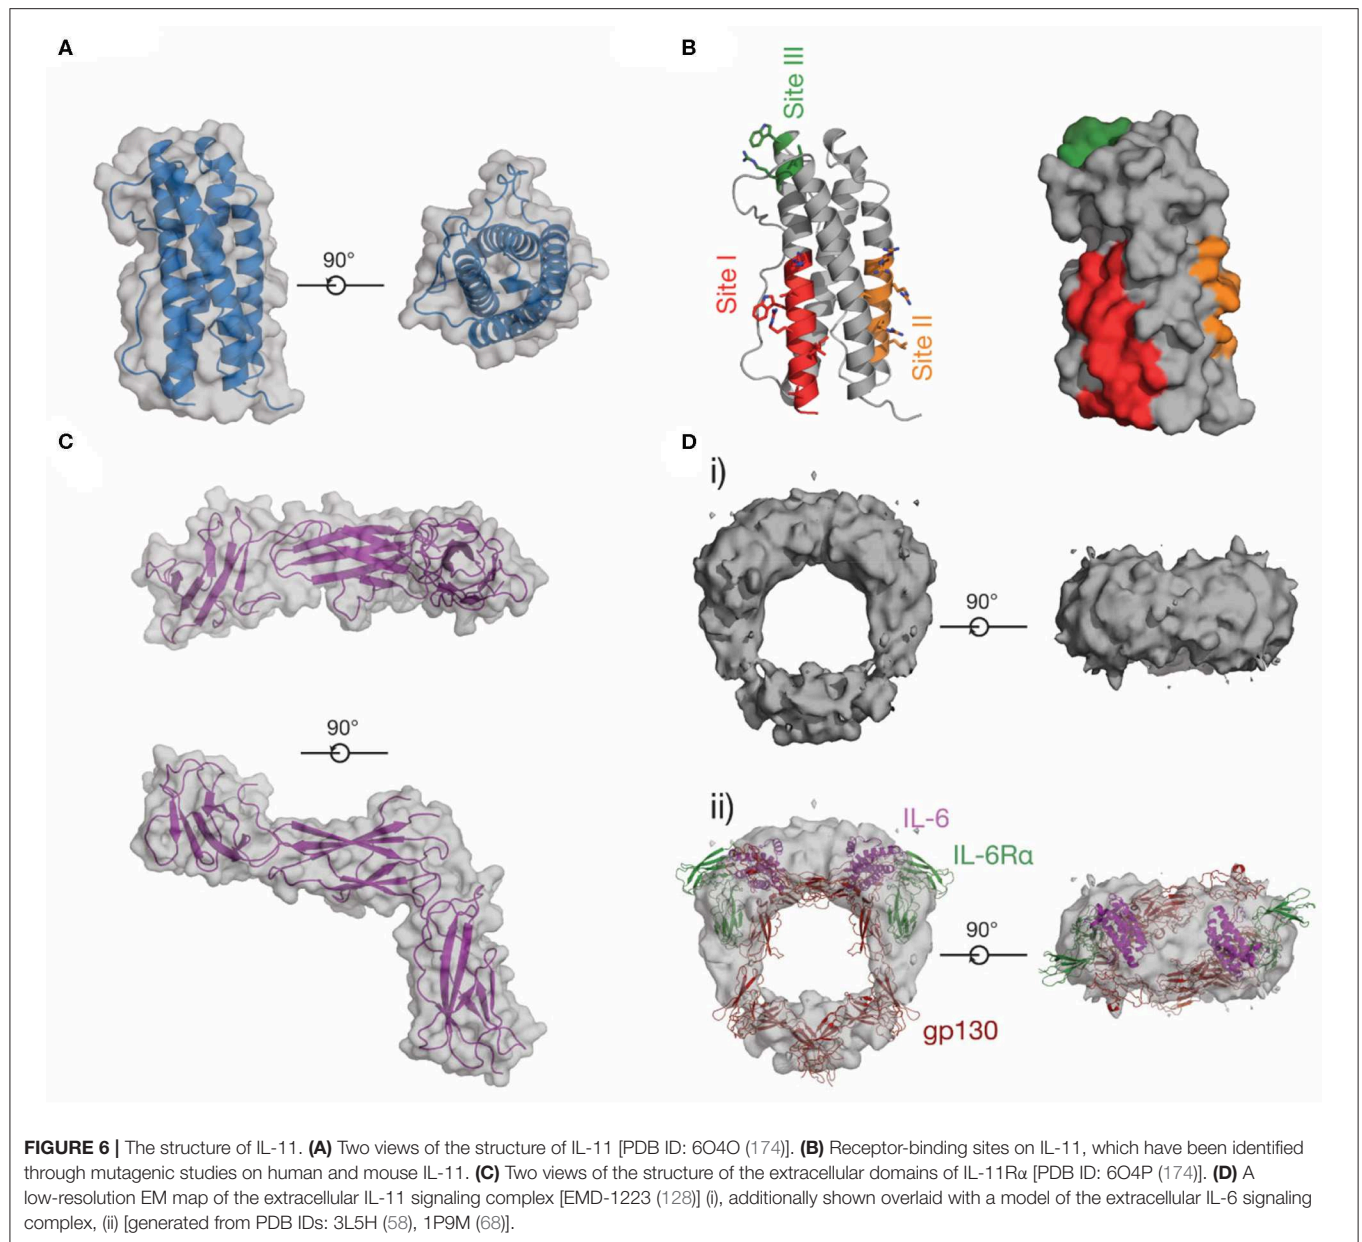 A
90°
B
Site III
Site I
Site II
C
90°
D
i)
90°
ii)
IL-6
IL-6Rα
90°
gp130
FIGURE 6 | The structure of IL-11. (A) Two views of the structure of IL-11 [PDB ID: 6O4O (174)]. (B) Receptor-binding sites on IL-11, which have been identified
through mutagenic studies on human and mouse IL-11. (C) Two views of the structure of the extracellular domains of IL-11Rα [PDB ID: 6O4P (174)]. (D) A
low-resolution EM map of the extracellular IL-11 signaling complex [EMD-1223 (128)] (i), additionally shown overlaid with a model of the extracellular IL-6 signaling
complex, (ii) [generated from PDB IDs: 3L5H (58), 1P9M (68)].